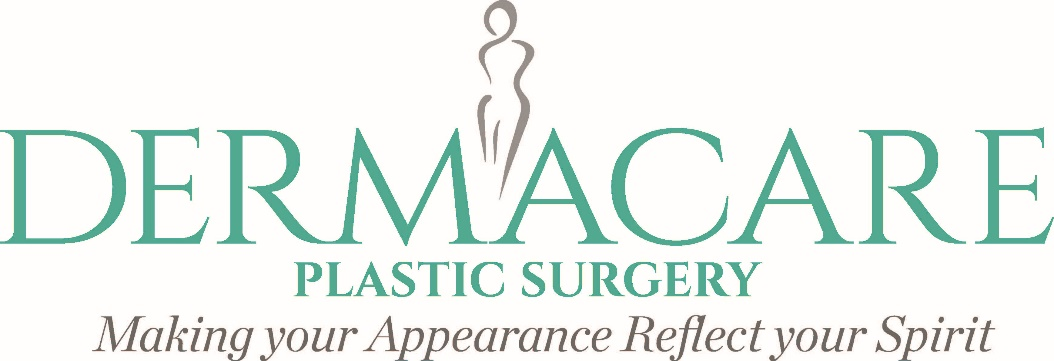 DERMACARE
PLASTIC SURGERY
Making your Appearance Reflect your Spirit